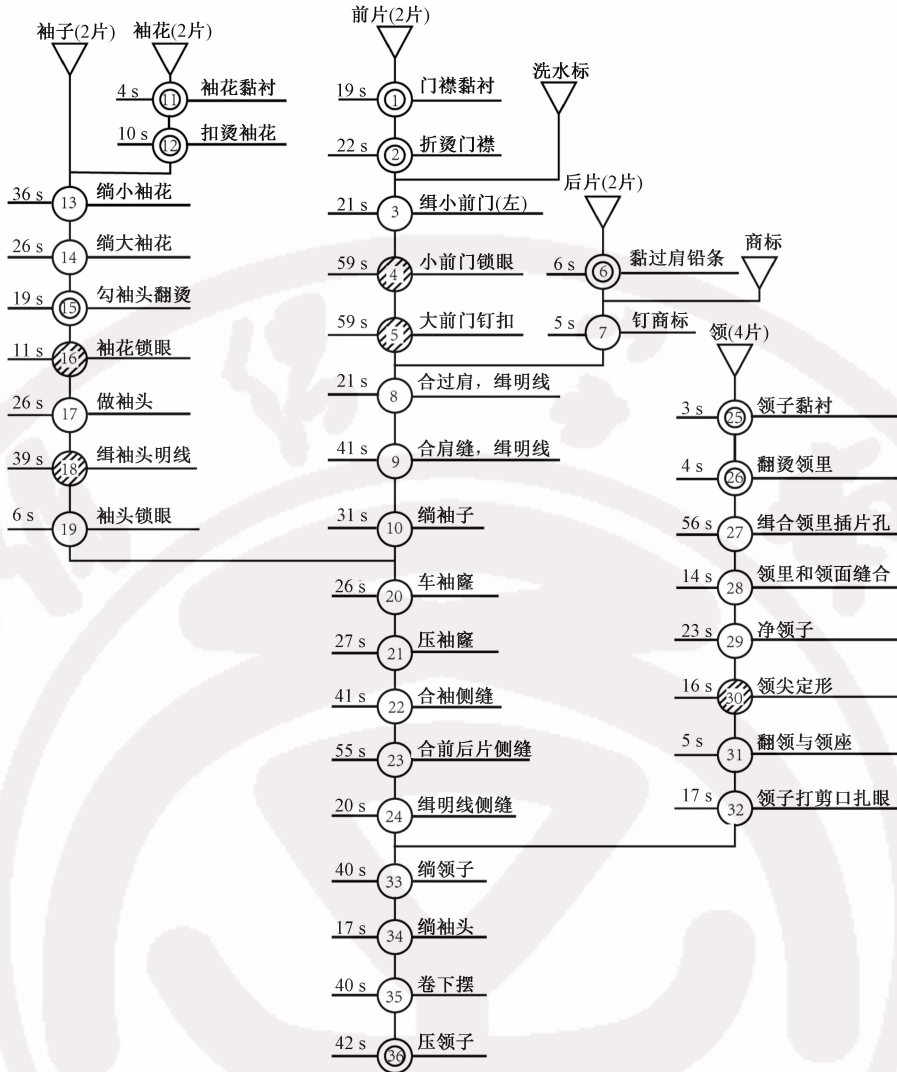 袖子(2片)
袖花(2片)
4 s 11 袖花黏衬
10 s 12 扣烫袖花
36 s 13 绱小袖花
26 s 14 绱大袖花
19 s 15 勾袖头翻烫
11 s 16 袖花锁眼
26 s 17 做袖头
39 s 18 缉袖头明线
6 s 19 袖头锁眼
前片(2片)
19 s 1 门襟黏衬
22 s 2 折烫门襟
洗水标
21 s 3 缉小前门(左)
59 s 4 小前门锁眼
59 s 5 大前门钉扣
后片(2片)
6 s 6 黏过肩铅条
商标
5 s 7 钉商标
21 s 8 合过肩，缉明线
41 s 9 合肩缝，缉明线
31 s 10 绱袖子
26 s 20 车袖窿
27 s 21 压袖窿
41 s 22 合袖侧缝
55 s 23 合前后片侧缝
20 s 24 缉明线侧缝
领(4片)
3 s 25 领子黏衬
4 s 26 翻烫领里
56 s 27 缉合领里插片孔
14 s 28 领里和领面缝合
23 s 29 净领子
16 s 30 领尖定形
5 s 31 翻领与领座
17 s 32 领子打剪口扎眼
40 s 33 绱领子
17 s 34 绱袖头
40 s 35 卷下摆
42 s 36 压领子